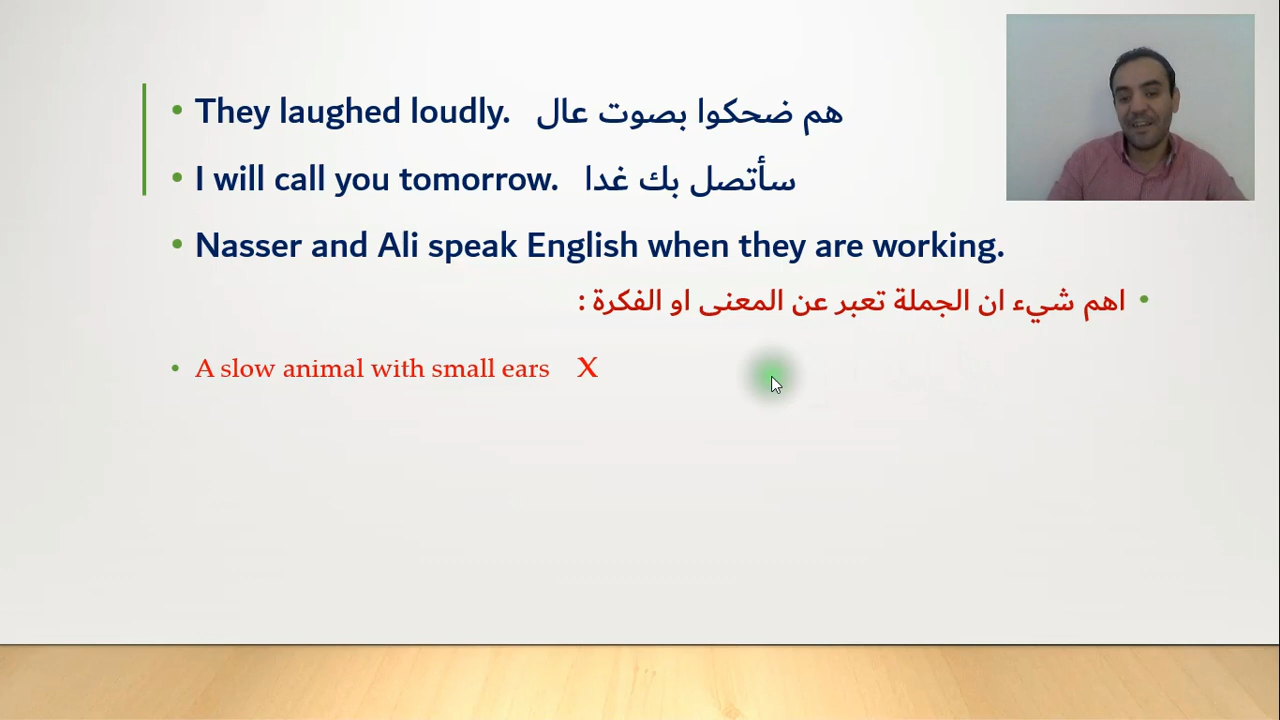 They laughed loudly. هم ضحكوا بصوت عال
I will call you tomorrow. سأتصل بك غدا
Nasser and Ali speak English when they are working.
اهم شيء ان الجملة تعبر عن المعنى او الفكرة :
A slow animal with small ears X